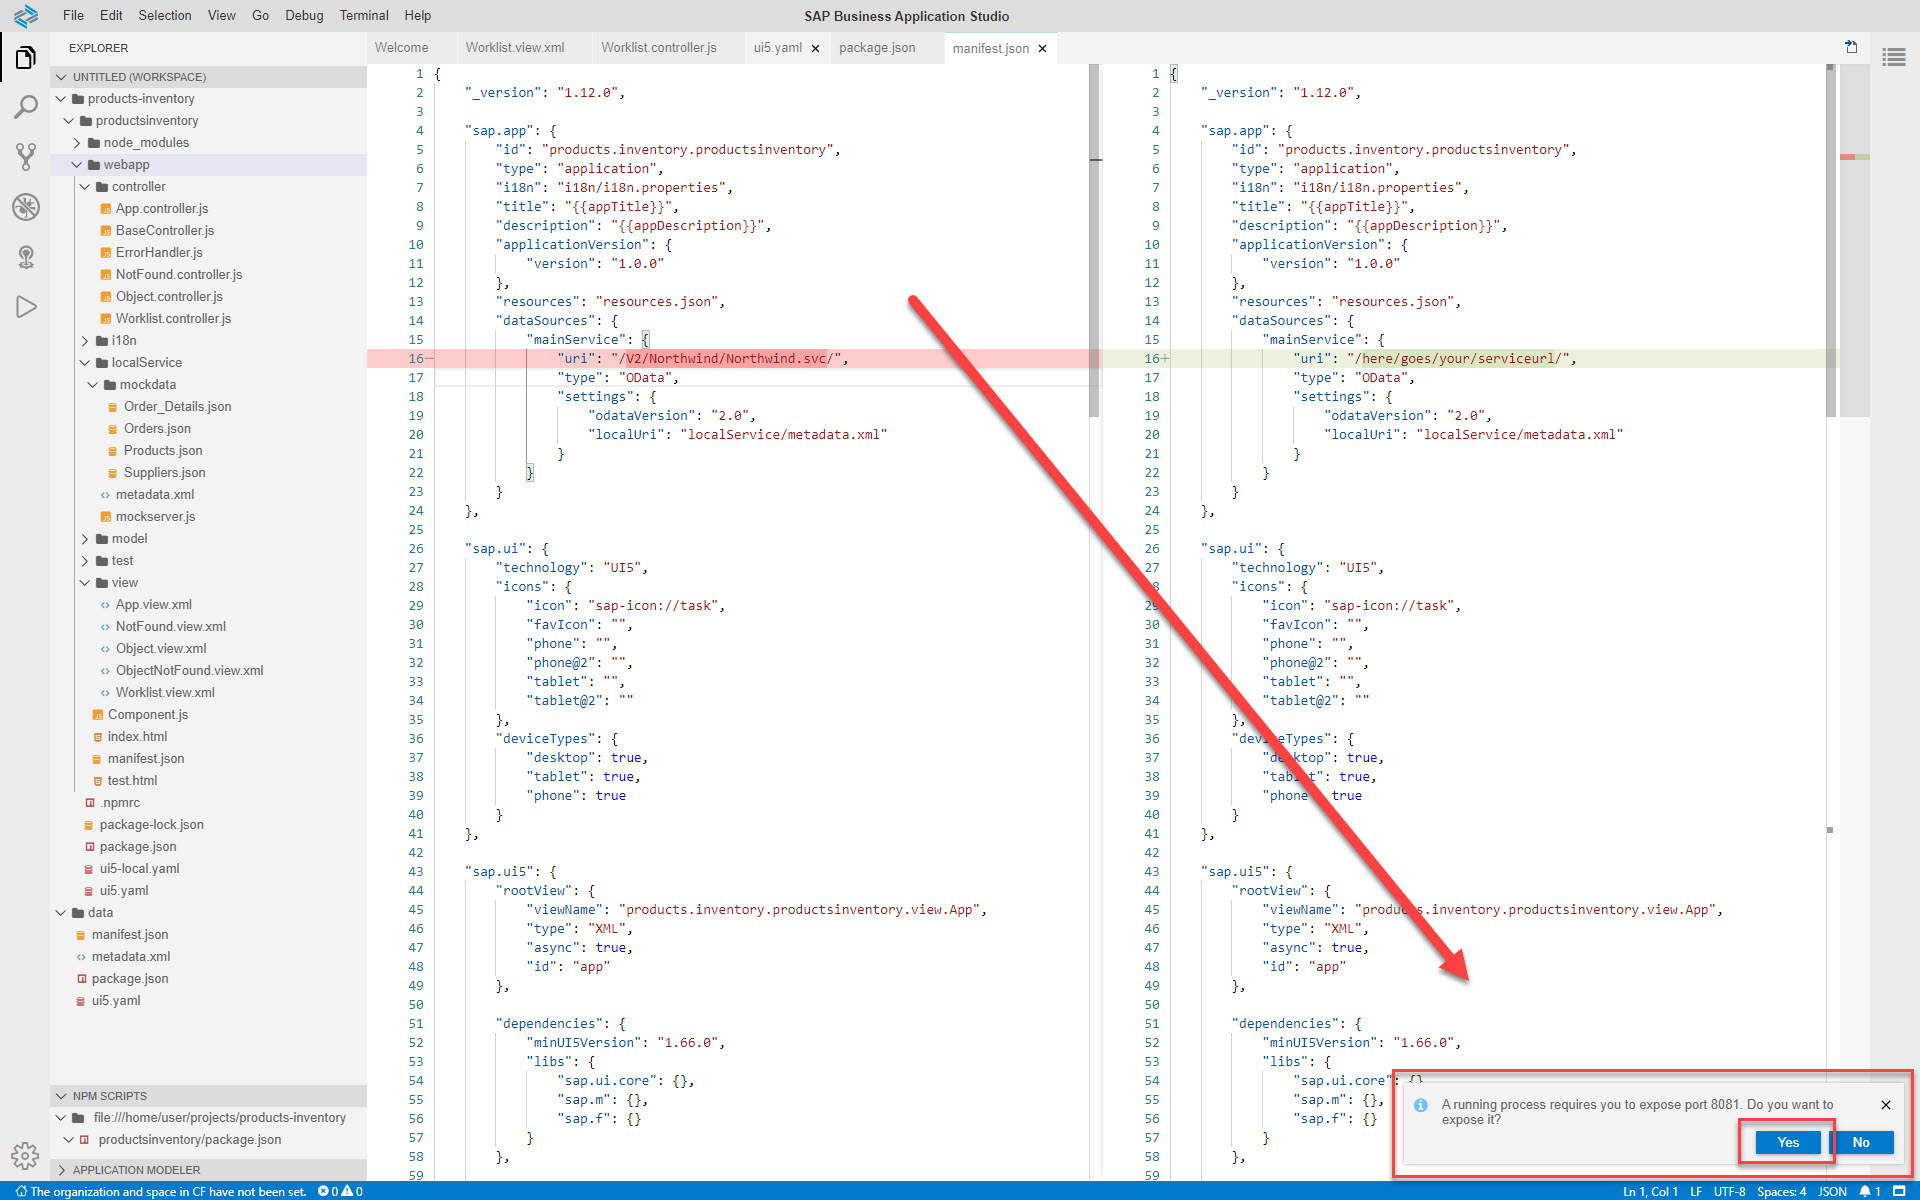 File Edit Selection View Go Debug Terminal Help
SAP Business Application Studio
EXPLORER
UNTITLED (WORKSPACE)
products-inventory
productsinventory
node_modules
webapp
controller
App.controller.js
BaseController.js
ErrorHandler.js
NotFound.controller.js
Object.controller.js
Worklist.controller.js
i18n
localService
mockdata
Order_Details.json
Orders.json
Products.json
Suppliers.json
metadata.xml
mockserver.js
model
test
view
App.view.xml
NotFound.view.xml
Object.view.xml
ObjectNotFound.view.xml
Worklist.view.xml
Component.js
index.html
manifest.json
test.html
.npmrc
package-lock.json
package.json
ui5-local.yaml
ui5.yaml
data
manifest.json
metadata.xml
package.json
ui5.yaml
NPM SCRIPTS
file:///home/user/projects/products-inventory
productsinventory/package.json
APPLICATION MODELER
Welcome Worklist.view.xml Worklist.controller.js ui5.yaml package.json manifest.json
1 {
2 "_version": "1.12.0",
3
4 "sap.app": {
5 "id": "products.inventory.productsinventory",
6 "type": "application",
7 "i18n": "i18n/i18n.properties",
8 "title": "{{appTitle}}",
9 "description": "{{appDescription}}",
10 "applicationVersion": {
11 "version": "1.0.0"
12 },
13 "resources": "resources.json",
14 "dataSources": {
15 "mainService": {
16- "uri": "/V2/Northwind/Northwind.svc/",
17 "type": "OData",
18 "settings": {
19 "odataVersion": "2.0",
20 "localUri": "localService/metadata.xml"
21 }
22 }
23 }
24 },
25
26 "sap.ui": {
27 "technology": "UI5",
28 "icons": {
29 "icon": "sap-icon://task",
30 "favIcon": "",
31 "phone": "",
32 "phone@2": "",
33 "tablet": "",
34 "tablet@2": ""
35 },
36 "deviceTypes": {
37 "desktop": true,
38 "tablet": true,
39 "phone": true
40 }
41 },
42
43 "sap.ui5": {
44 "rootView": {
45 "viewName": "products.inventory.productsinventory.view.App",
46 "type": "XML",
47 "async": true,
48 "id": "app"
49 },
50
51 "dependencies": {
52 "minUI5Version": "1.66.0",
53 "libs": {
54 "sap.ui.core": {},
55 "sap.m": {},
56 "sap.f": {}
57 }
58 },
59
1 {
2 "_version": "1.12.0",
3
4 "sap.app": {
5 "id": "products.inventory.productsinventory",
6 "type": "application",
7 "i18n": "i18n/i18n.properties",
8 "title": "{{appTitle}}",
9 "description": "{{appDescription}}",
10 "applicationVersion": {
11 "version": "1.0.0"
12 },
13 "resources": "resources.json",
14 "dataSources": {
15 "mainService": {
16+ "uri": "/here/goes/your/serviceurl/",
17 "type": "OData",
18 "settings": {
19 "odataVersion": "2.0",
20 "localUri": "localService/metadata.xml"
21 }
22 }
23 }
24 },
25
26 "sap.ui": {
27 "technology": "UI5",
28 "icons": {
29 "icon": "sap-icon://task",
30 "favIcon": "",
31 "phone": "",
32 "phone@2": "",
33 "tablet": "",
34 "tablet@2": ""
35 },
36 "deviceTypes": {
37 "desktop": true,
38 "tablet": true,
39 "phone": true
40 }
41 },
42
43 "sap.ui5": {
44 "rootView": {
45 "viewName": "products.inventory.productsinventory.view.App",
46 "type": "XML",
47 "async": true,
48 "id": "app"
49 },
50
51 "dependencies": {
52 "minUI5Version": "1.66.0",
53 "libs": {
54 "sap.ui.core": {}
55 "sap.m": {},
56 "sap.f": {}
57 }
58 },
59
A running process requires you to expose port 8081. Do you want to
expose it?
Yes No
The organization and space in CF have not been set. 0 0
Ln 1, Col 1 LF UTF-8 Spaces: 4 JSON 1